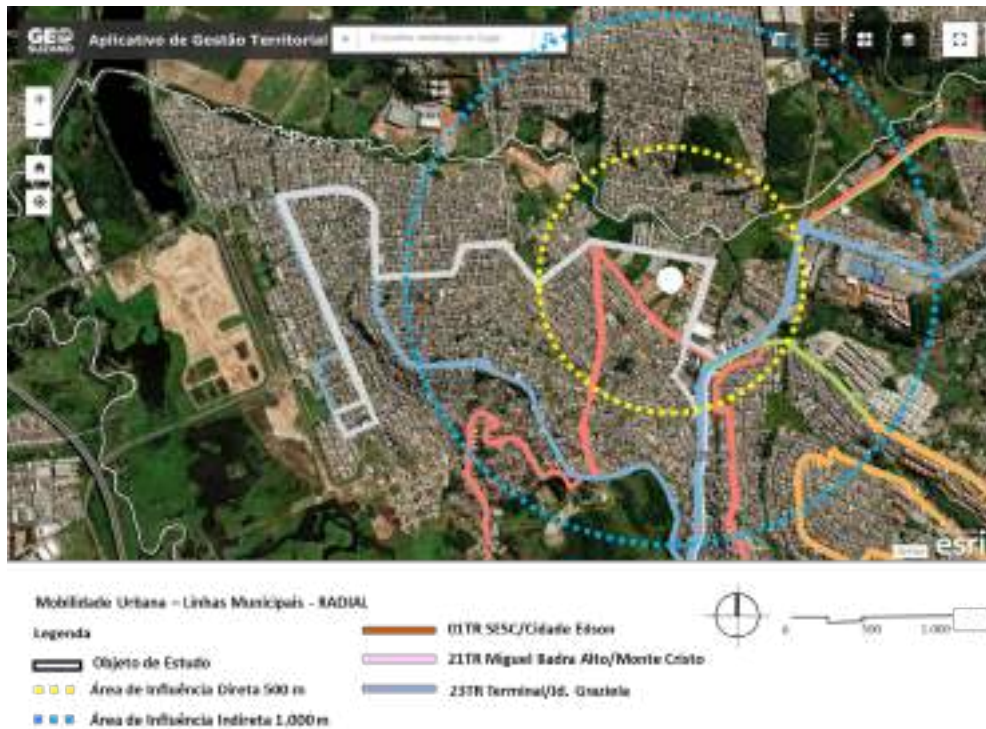 GEO
SUZANO
Aplicativo de Gestão Territorial
esri
Mobilidade Urbana – Linhas Municipais - RADIAL
Legenda
Objeto de Estudo
Área de Influência Direta 500 m
Área de Influência Indireta 1.000 m
01TR SESC/Cidade Edson
21TR Miguel Badra Alto/Monte Cristo
23TR Terminal/Jd. Graziela
0 500 1.000